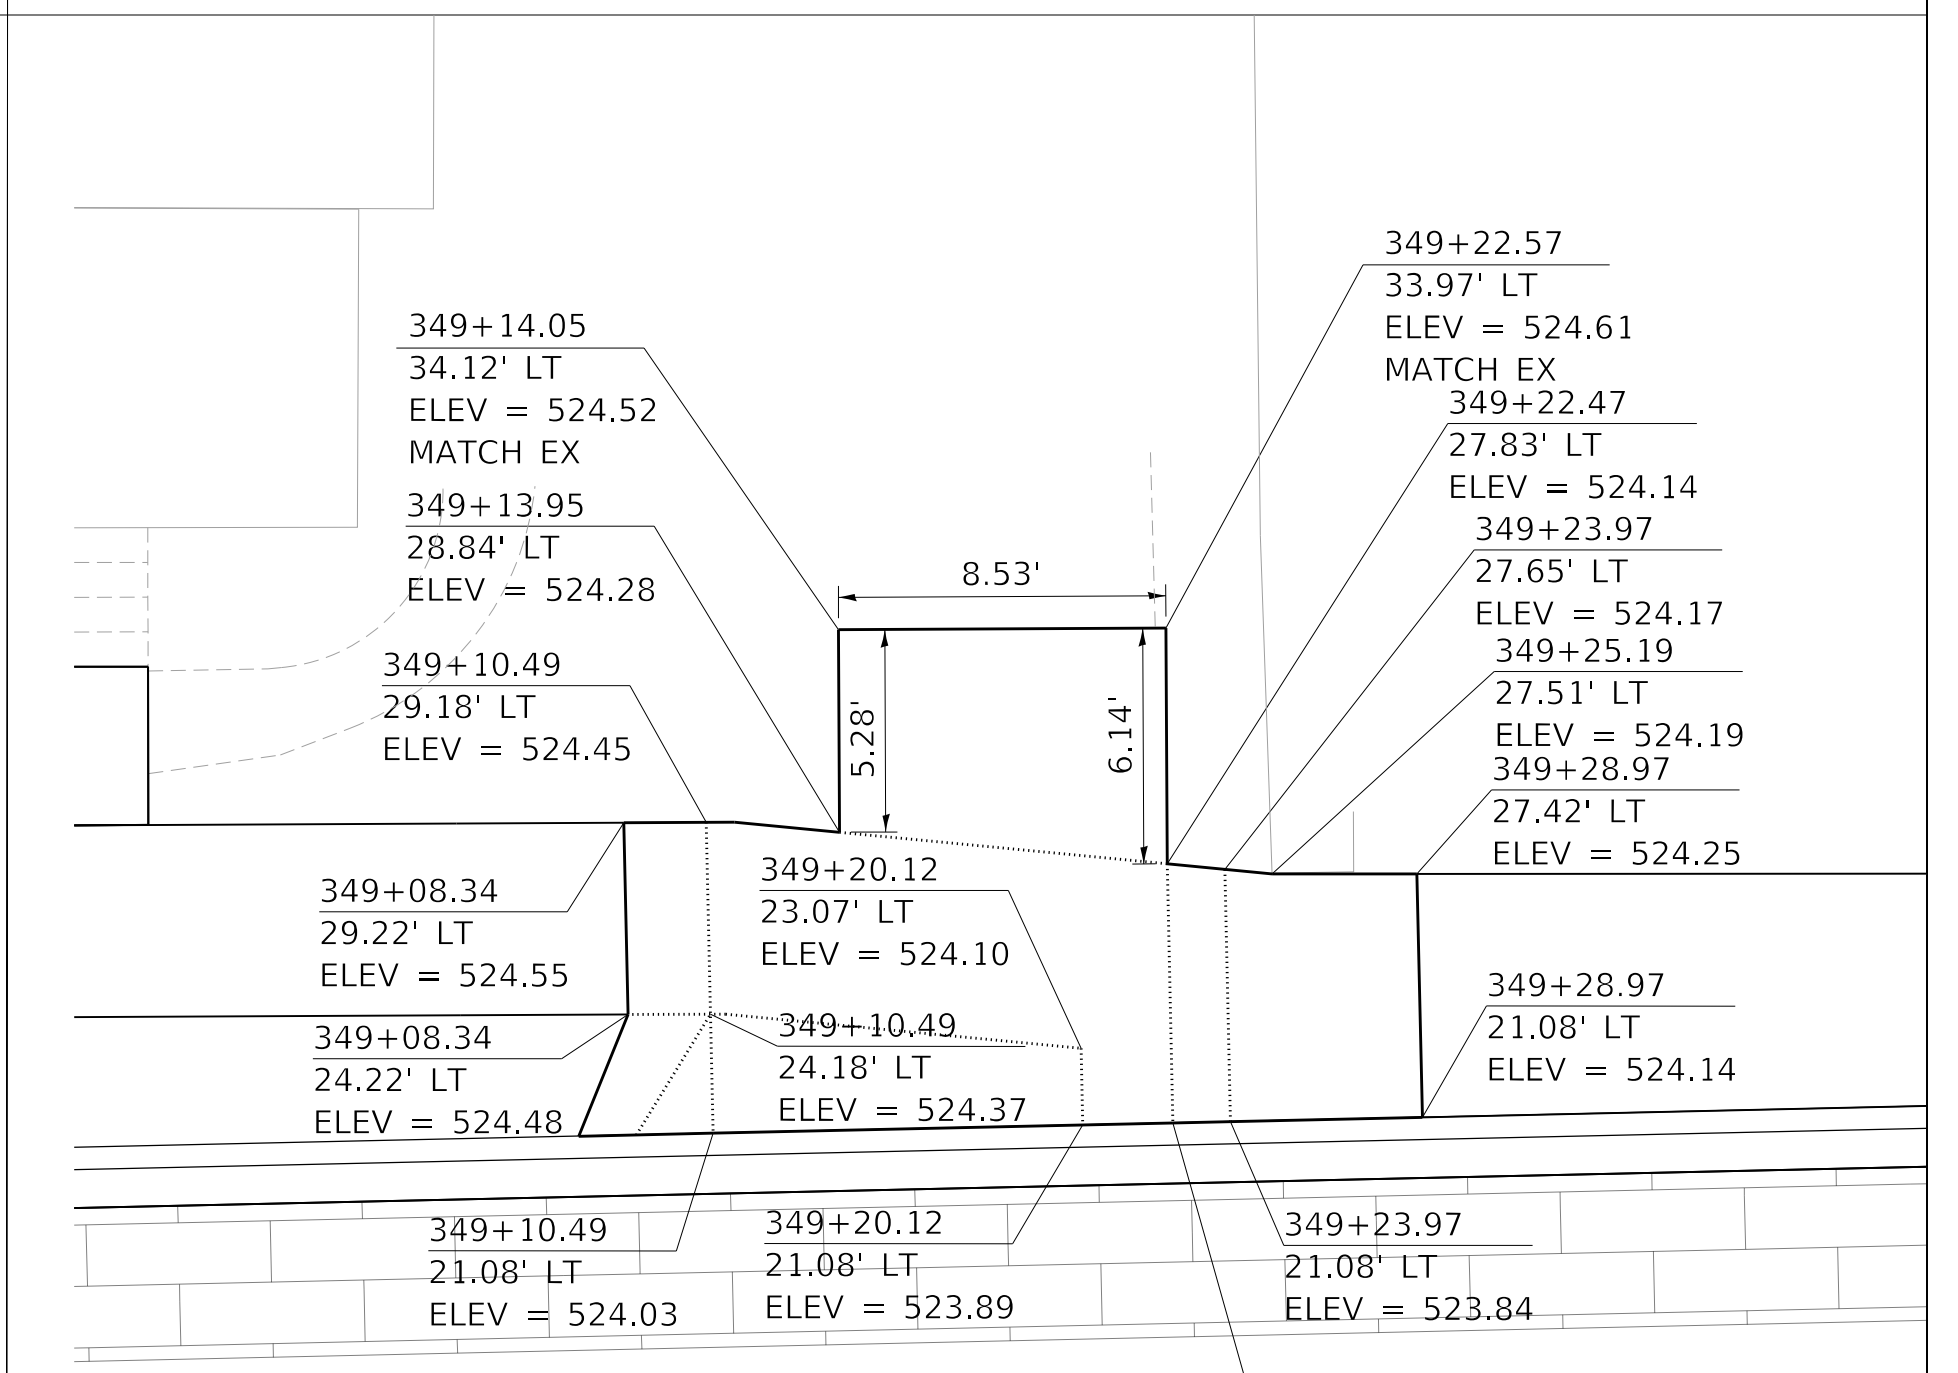 349+22.57
33.97' LT
ELEV = 524.61
MATCH EX
349+14.05
34.12' LT
ELEV = 524.52
MATCH EX
349+22.47
27.83' LT
ELEV = 524.14
349+13.95
28.84' LT
ELEV = 524.28
349+23.97
27.65' LT
ELEV = 524.17
8.53'
349+10.49
29.18' LT
ELEV = 524.45
5.28'
6.14'
349+25.19
27.51' LT
ELEV = 524.19
349+28.97
27.42' LT
ELEV = 524.25
349+08.34
29.22' LT
ELEV = 524.55
349+20.12
23.07' LT
ELEV = 524.10
349+28.97
21.08' LT
ELEV = 524.14
349+08.34
24.22' LT
ELEV = 524.48
349+10.49
24.18' LT
ELEV = 524.37
349+10.49
21.08' LT
ELEV = 524.03
349+20.12
21.08' LT
ELEV = 523.89
349+23.97
21.08' LT
ELEV = 523.84